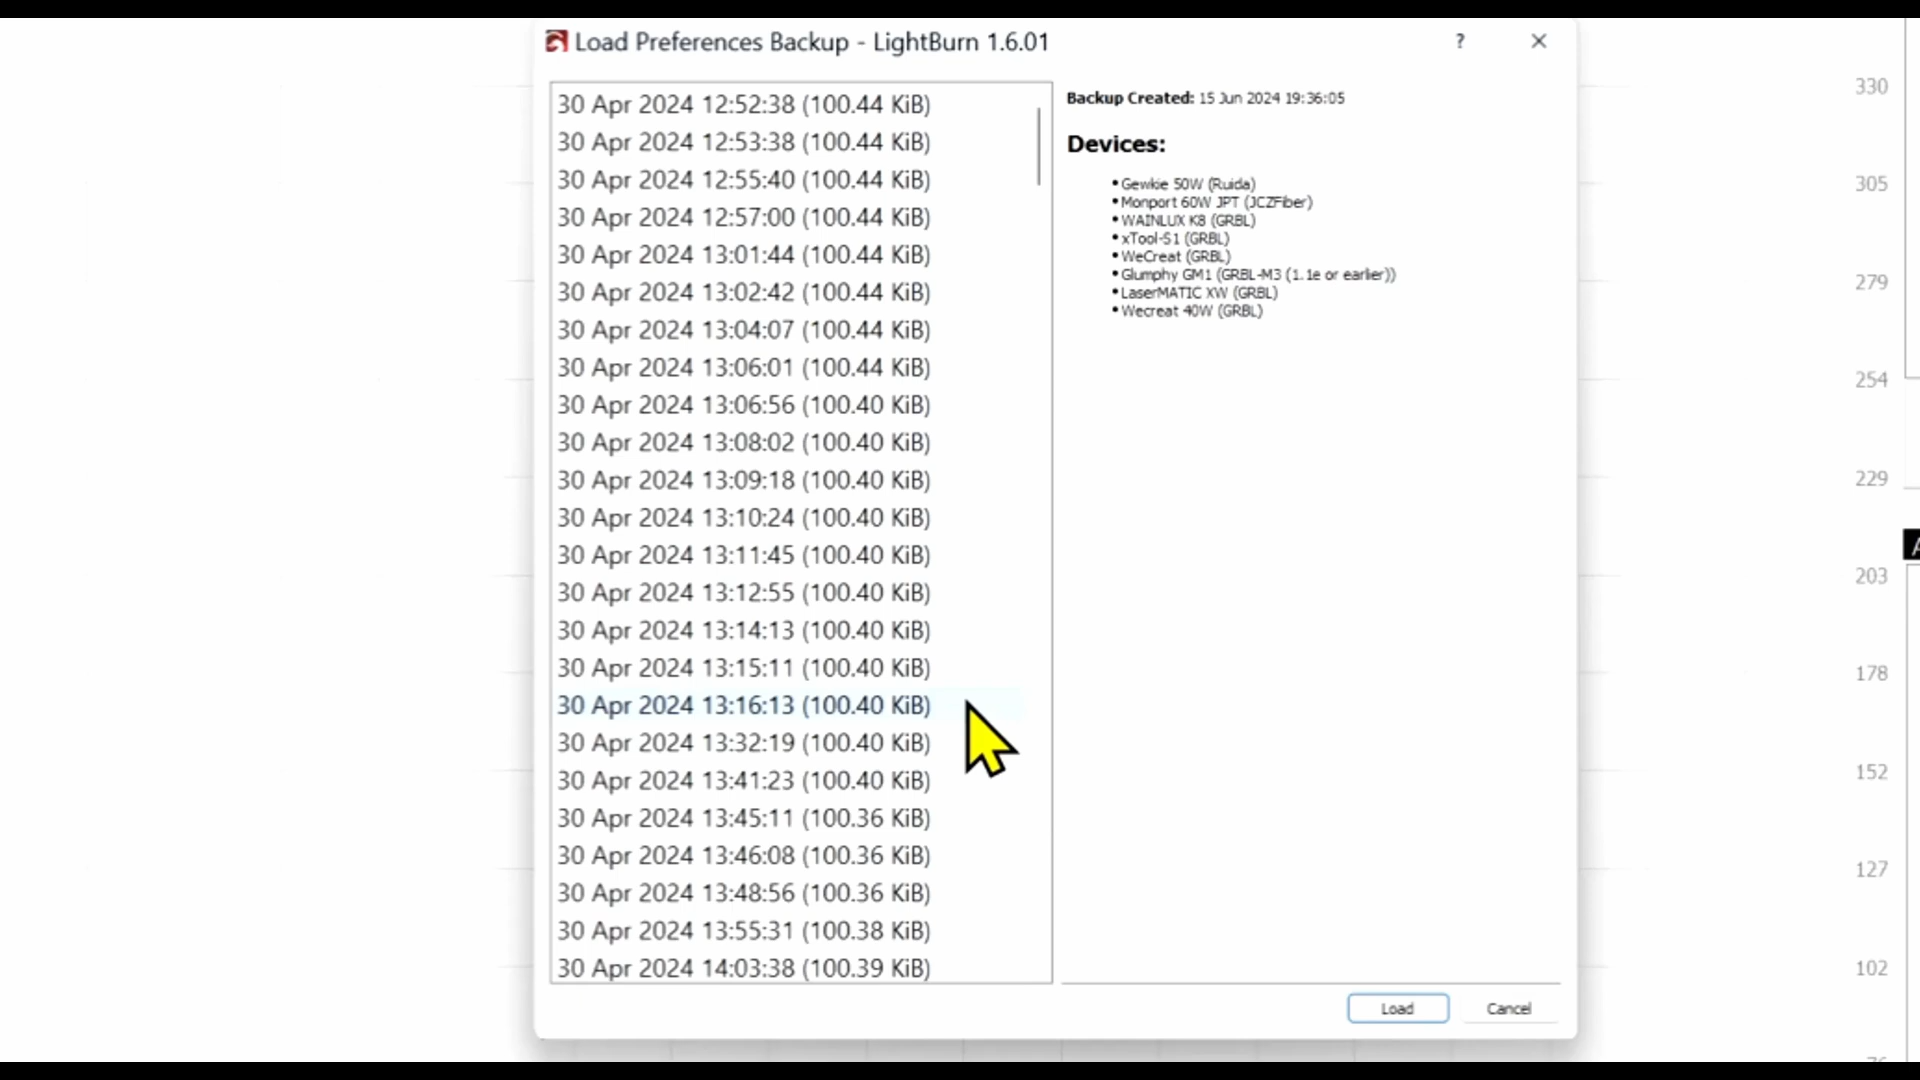 Load Preferences Backup - LightBurn 1.6.01
?
30 Apr 2024 12:52:38 (100.44 KiB)
30 Apr 2024 12:53:38 (100.44 KiB)
30 Apr 2024 12:55:40 (100.44 KiB)
30 Apr 2024 12:57:00 (100.44 KiB)
30 Apr 2024 13:01:44 (100.44 KiB)
30 Apr 2024 13:02:42 (100.44 KiB)
30 Apr 2024 13:04:07 (100.44 KiB)
30 Apr 2024 13:06:01 (100.44 KiB)
30 Apr 2024 13:06:56 (100.40 KiB)
30 Apr 2024 13:08:02 (100.40 KiB)
30 Apr 2024 13:09:18 (100.40 KiB)
30 Apr 2024 13:10:24 (100.40 KiB)
30 Apr 2024 13:11:45 (100.40 KiB)
30 Apr 2024 13:12:55 (100.40 KiB)
30 Apr 2024 13:14:13 (100.40 KiB)
30 Apr 2024 13:15:11 (100.40 KiB)
30 Apr 2024 13:16:13 (100.40 KiB)
30 Apr 2024 13:32:19 (100.40 KiB)
30 Apr 2024 13:41:23 (100.40 KiB)
30 Apr 2024 13:45:11 (100.36 KiB)
30 Apr 2024 13:46:08 (100.36 KiB)
30 Apr 2024 13:48:56 (100.36 KiB)
30 Apr 2024 13:55:31 (100.38 KiB)
30 Apr 2024 14:03:38 (100.39 KiB)
Backup Created: 15 Jun 2024 19:36:05
Devices:
• Gewkie 50W (Ruida)
• Monport 60W JPT (JCZFiber)
• WAINLUX K8 (GRBL)
• xTool-S1 (GRBL)
• WeCreat (GRBL)
• Glumphy GM1 (GRBL-M3 (1.1e or earlier))
• LaserMATIC XW (GRBL)
• Wecreat 40W (GRBL)
Load
Cancel
330
305
279
254
229
203
178
152
127
102